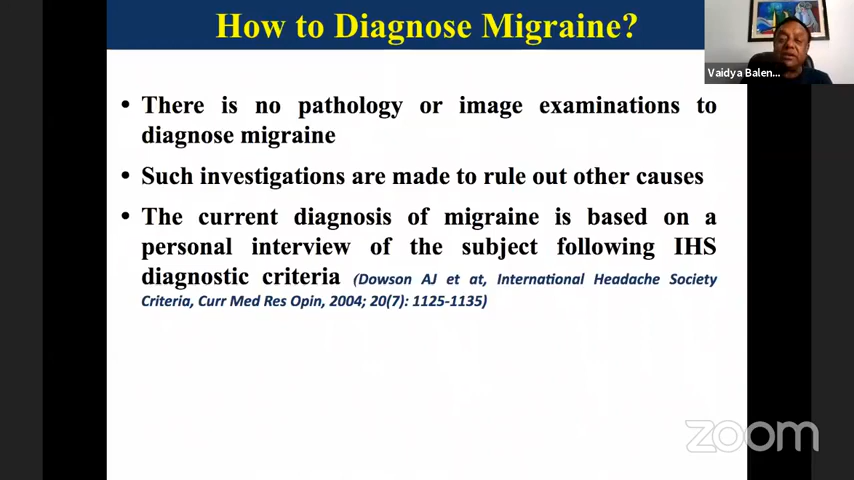 How to Diagnose Migraine?
Vaidya Balen...
• There is no pathology or image examinations to
diagnose migraine
• Such investigations are made to rule out other causes
• The current diagnosis of migraine is based on a
personal interview of the subject following IHS
diagnostic criteria (Dowson AJ et at, International Headache Society
Criteria, Curr Med Res Opin, 2004; 20(7): 1125-1135)
zoom